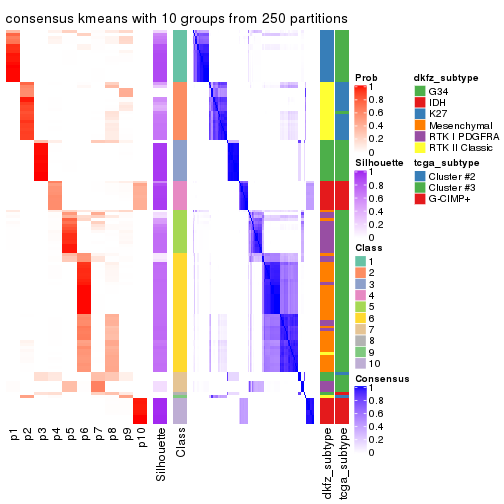 consensus kmeans with 10 groups from 250 partitions
Prob
1
0.8
0.6
0.4
0.2
0
Silhouette
1
0.8
0.6
0.4
0.2
0
Class
1
2
3
4
5
6
7
8
9
10
Consensus
1
0.8
0.6
0.4
0.2
0
dkfz_subtype
G34
IDH
K27
Mesenchymal
RTK I PDGFRA
RTK II Classic
tcga_subtype
Cluster #2
Cluster #3
G-CIMP+
p1
p2
p3
p4
p5
p6
p7
p8
p9
p10
Silhouette
Class
dkfz_subtype
tcga_subtype